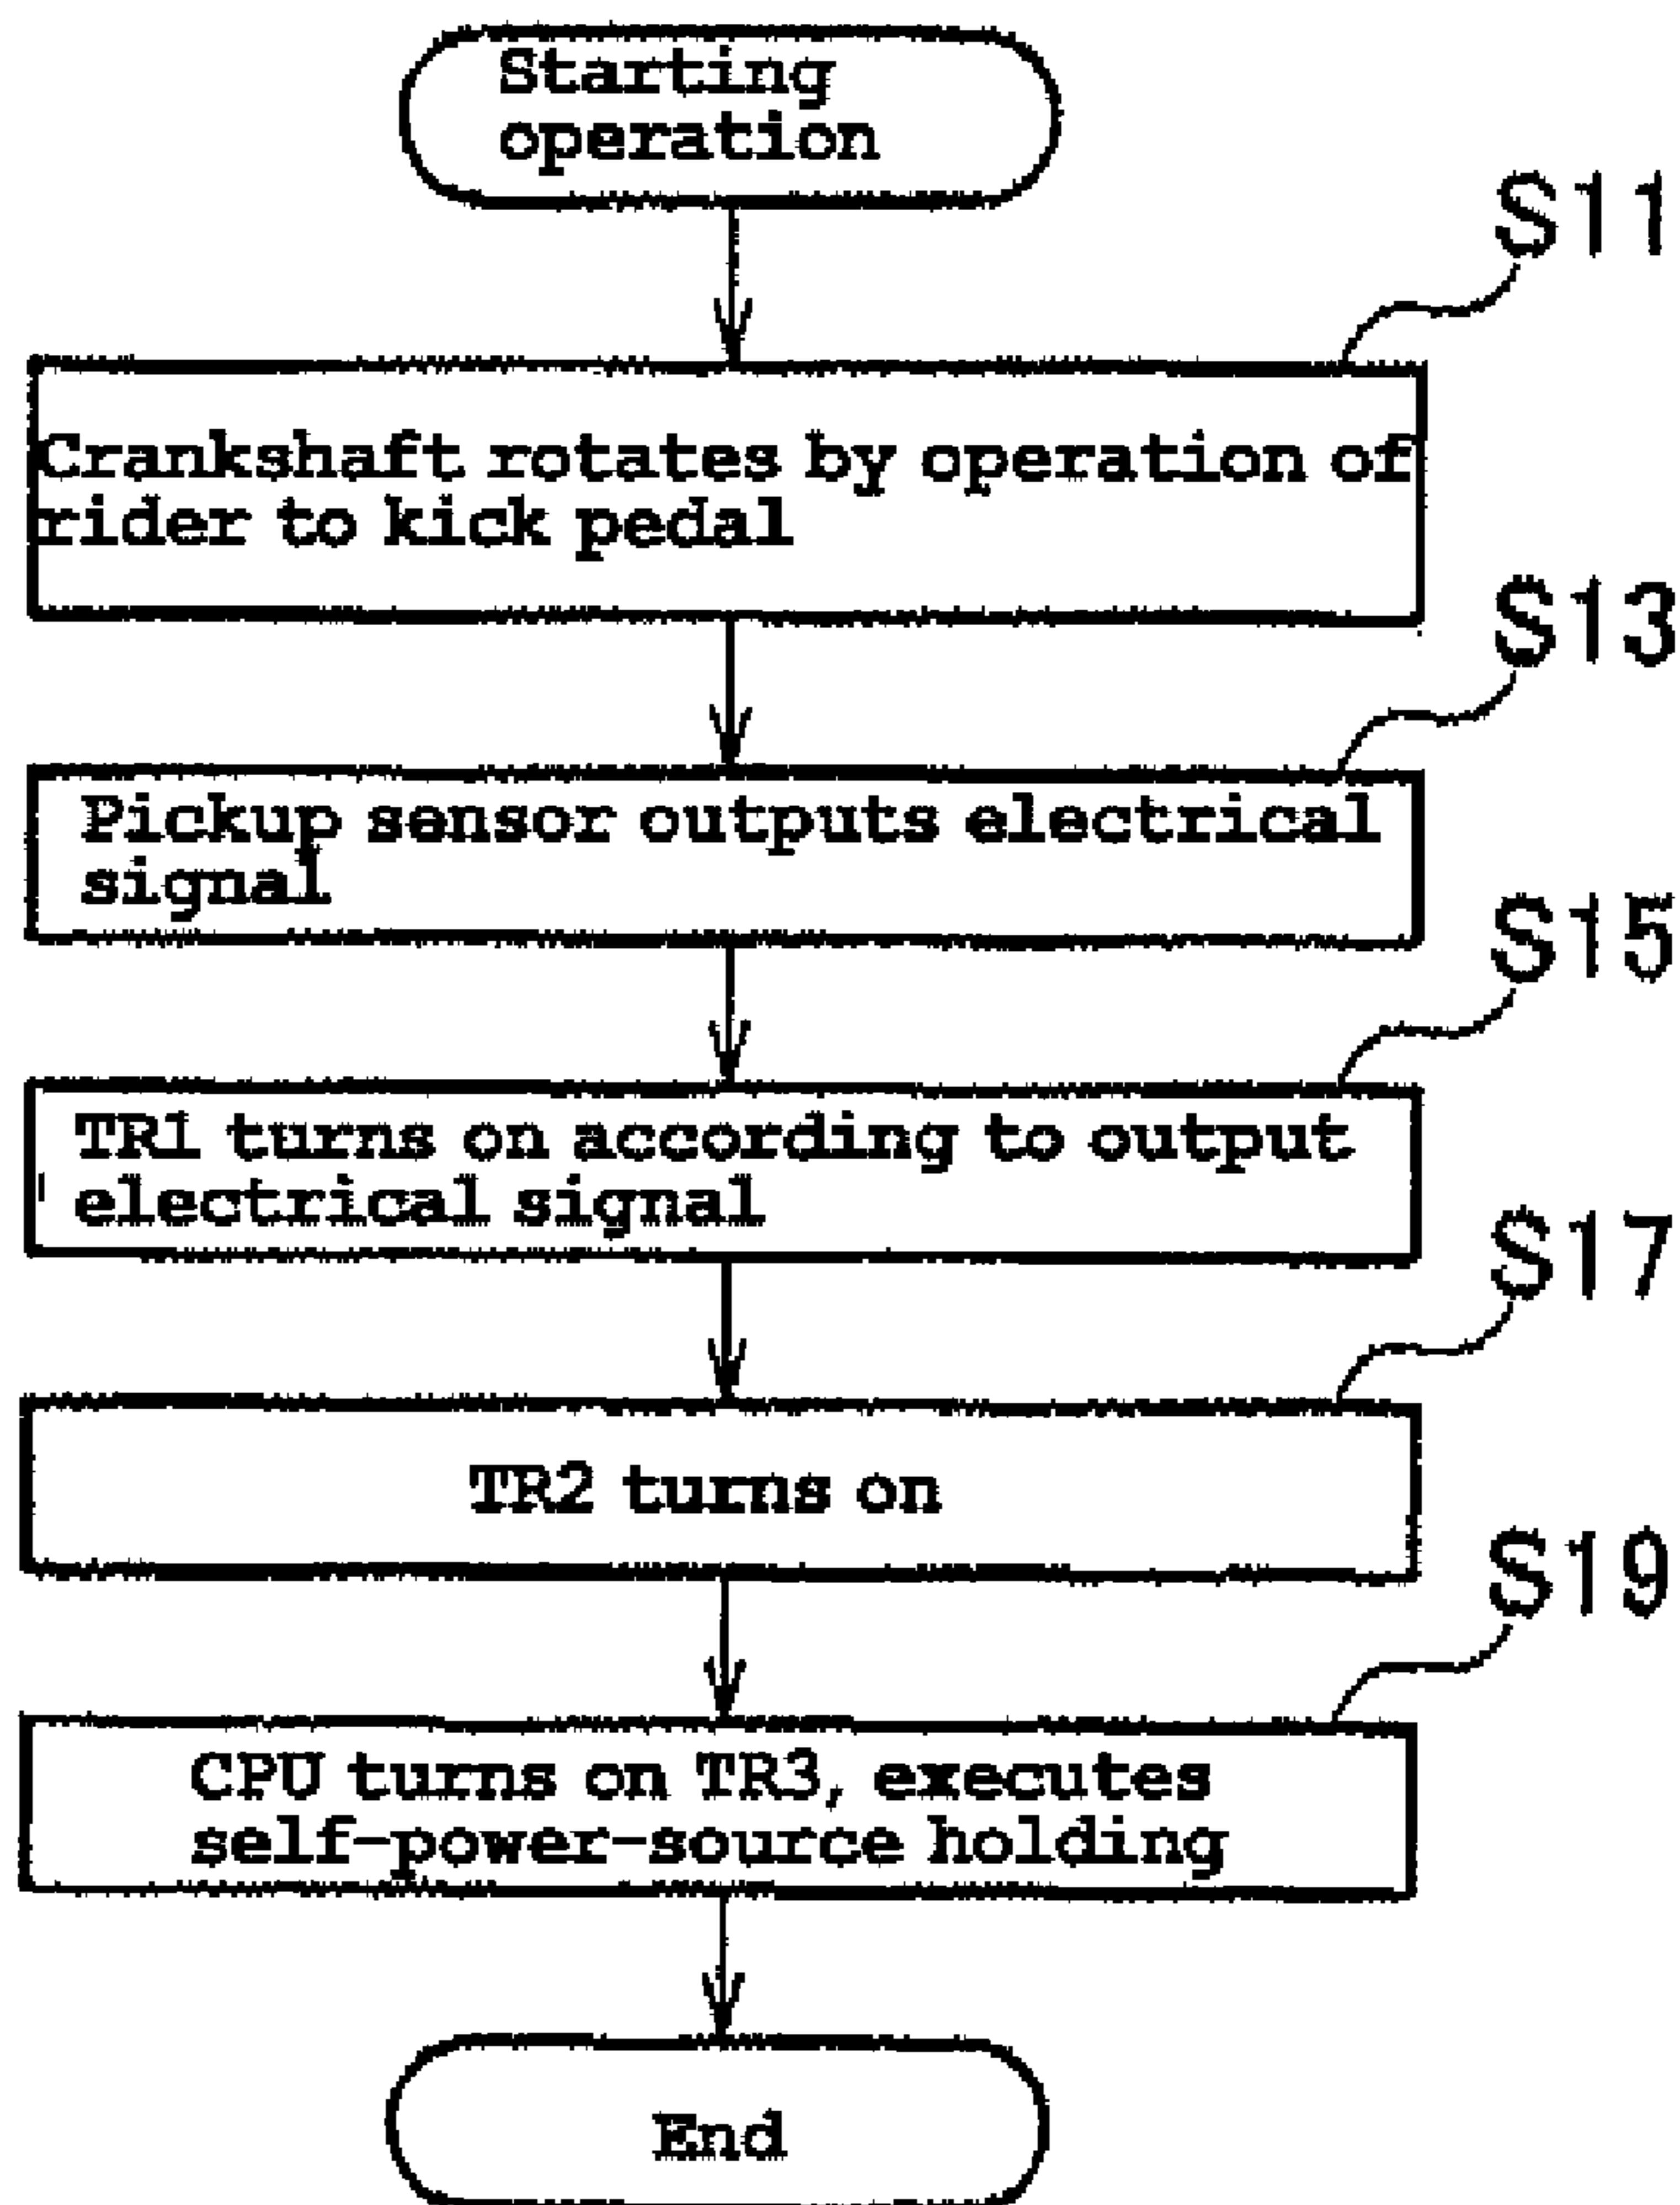 Starting
operation
S11
Crankshaft rotates by operation of
rider to kick pedal
S13
Pickup sensor outputs electrical
signal
S15
TR1 turns on according to output
electrical signal
S17
TR2 turns on
S19
CPU turns on TR3, executes
self-power-source holding
End